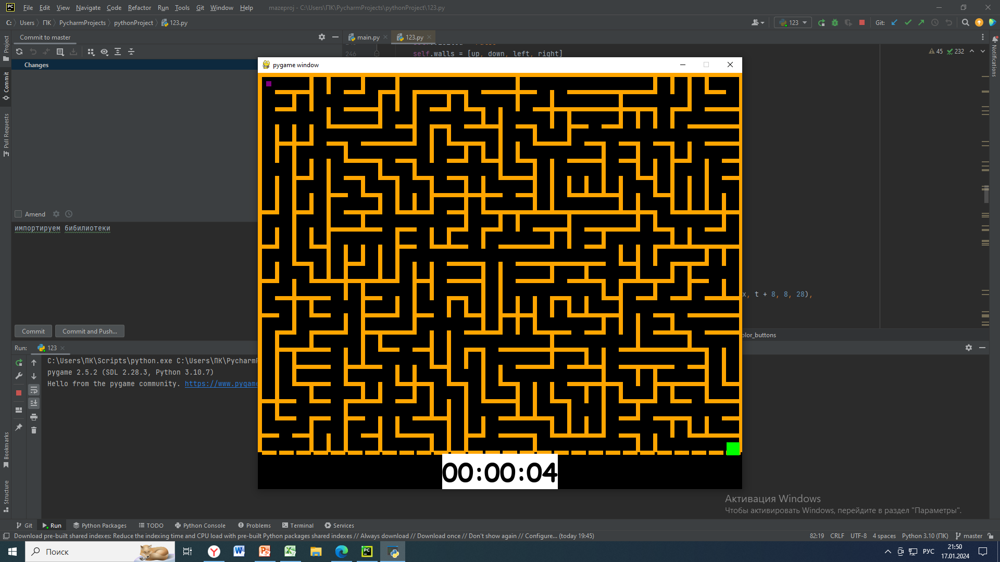 File Edit View Navigate Code Refactor Run Tools Git Window Help mazeproj - C:\Users\ПК\PycharmProjects\pythonProject\123.py
C: Users ПК PycharmProjects pythonProject 123.py
123 Git:
Commit to master
main.py 123.py
246 self.walls = [up, down, left, right]
45 232
Changes
pygame window
Project
Commit
Pull Requests
Notifications
Amend
импортируем бибилиотеки
x, t + 8, 8, 28),
Commit Commit and Push...
olor_buttons
Run: 123
C:\Users\ПК\Scripts\python.exe C:\Users\ПК\PycharmP
pygame 2.5.2 (SDL 2.28.3, Python 3.10.7)
Hello from the pygame community. https://www.pygame
Bookmarks
Structure
00:00:04
Активация Windows
Чтобы активировать Windows, перейдите в раздел "Параметры".
Git Run Python Packages TODO Python Console Problems Terminal Services
Download pre-built shared indexes: Reduce the indexing time and CPU load with pre-built Python packages shared indexes // Always download // Download once // Don't show again // Configure... (today 19:45)
82:19 CRLF UTF-8 4 spaces Python 3.10 (ПК) master
Поиск
РУС
21:50
17.01.2024